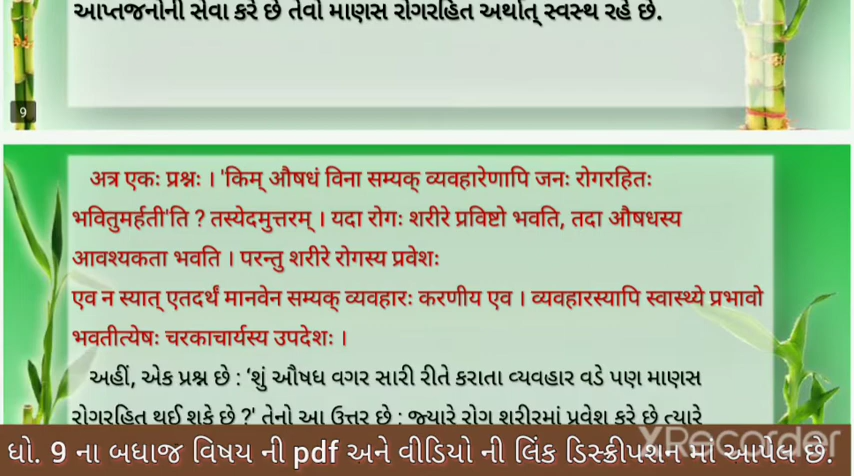 આપ્તજનોની સેવા કરે છે તેવો માણસ રોગરહિત અર્થાત્ સ્વસ્થ રહે છે.
9
अत्र एकः प्रश्नः । 'किम् औषधं विना सम्यक् व्यवहारेणापि जनः रोगरहितः
भवितुमर्हती'ति ? तस्येदमुत्तरम् । यदा रोगः शरीरे प्रविष्टो भवति, तदा औषधस्य
आवश्यकता भवति । परन्तु शरीरे रोगस्य प्रवेशः
एव न स्यात् एतदर्थं मानवेन सम्यक् व्यवहारः करणीय एव । व्यवहारस्यापि स्वास्थ्ये प्रभावो
भवतीत्येषः चरकाचार्यस्य उपदेशः ।
અહીં, એક પ્રશ્ન છે : 'શું ઔષધ વગર સારી રીતે કરાતા વ્યવહાર વડે પણ માણસ
રોગરહિત થઈ શકે છે ?' તેનો આ ઉત્તર છે : જ્યારે રોગ શરીરમાં પ્રવેશ કરે છે ત્યારે
XRecorder
ધો. 9 ના બધાજ વિષય ની pdf અને વીડિયો ની લિંક ડિસ્ક્રીપશન માં આપેલ છે.